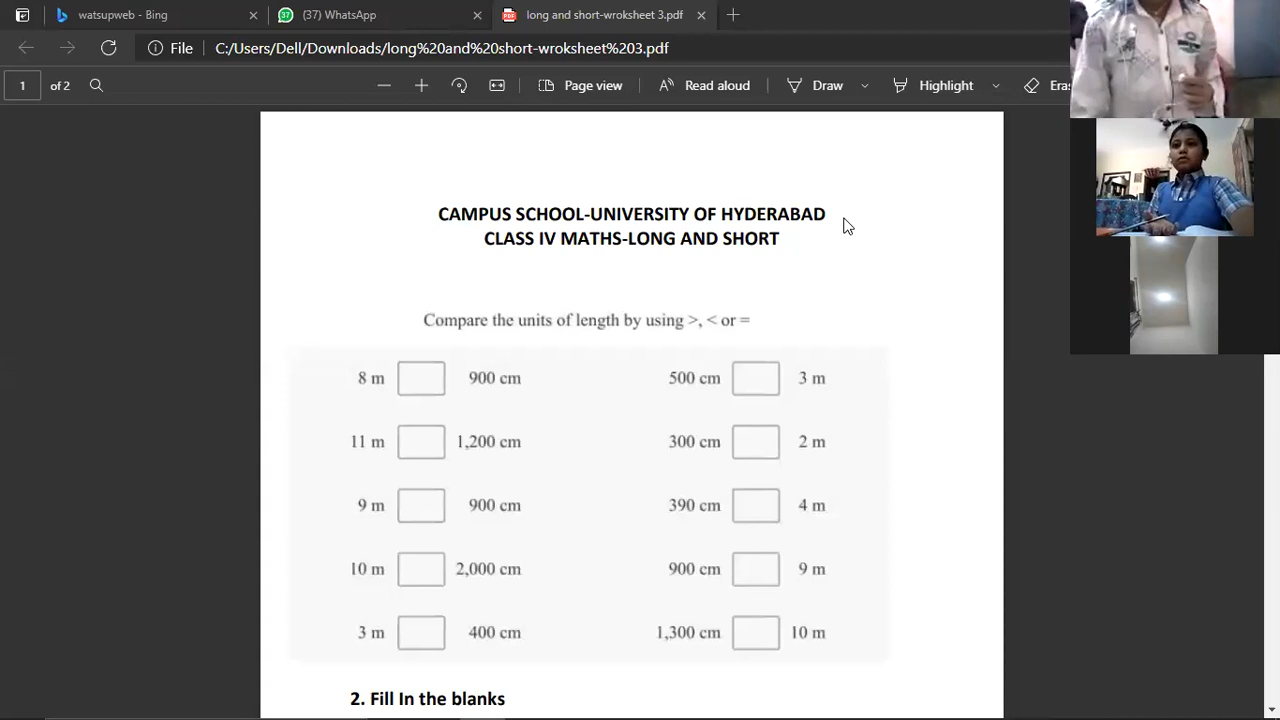 watsupweb - Bing
(37) WhatsApp
long and short-wroksheet 3.pdf
File C:/Users/Dell/Downloads/long%20and%20short-wroksheet%203.pdf
1 of 2 Page view Read aloud Draw Highlight
CAMPUS SCHOOL-UNIVERSITY OF HYDERABAD
CLASS IV MATHS-LONG AND SHORT
Compare the units of length by using >, < or =
8 m 900 cm 500 cm 3 m
11 m 1,200 cm 300 cm 2 m
9 m 900 cm 390 cm 4 m
10 m 2,000 cm 900 cm 9 m
3 m 400 cm 1,300 cm 10 m
2. Fill In the blanks